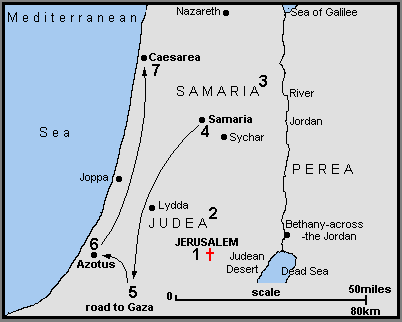 Mediterranean
Nazareth
Sea of Galilee
Caesarea
7
SAMARIA 3
River
Sea
Samaria
4
Jordan
Sychar
PEREA
Joppa
Lydda
JUDEA 2
Bethany-across
-the Jordan
6
JERUSALEM
1
Judean
Desert
Azotus
Dead Sea
5
road to Gaza
0 scale 50miles
80km